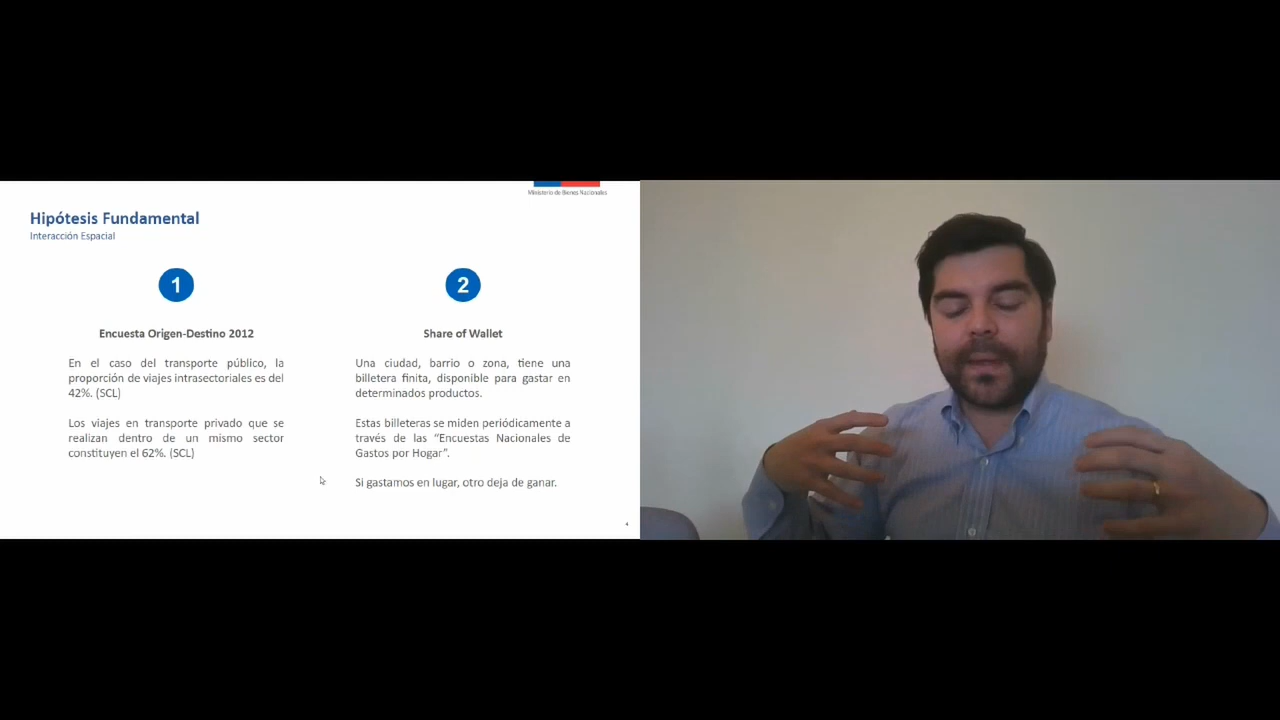 Ministerio de Bienes Nacionales
Hipótesis Fundamental
Interacción Espacial
1
Encuesta Origen-Destino 2012
En el caso del transporte público, la
proporción de viajes intrasectoriales es del
42%. (SCL)
Los viajes en transporte privado que se
realizan dentro de un mismo sector
constituyen el 62%. (SCL)
2
Share of Wallet
Una ciudad, barrio o zona, tiene una
billetera finita, disponible para gastar en
determinados productos.
Estas billeteras se miden periódicamente a
través de las “Encuestas Nacionales de
Gastos por Hogar”.
Si gastamos en lugar, otro deja de ganar.
4